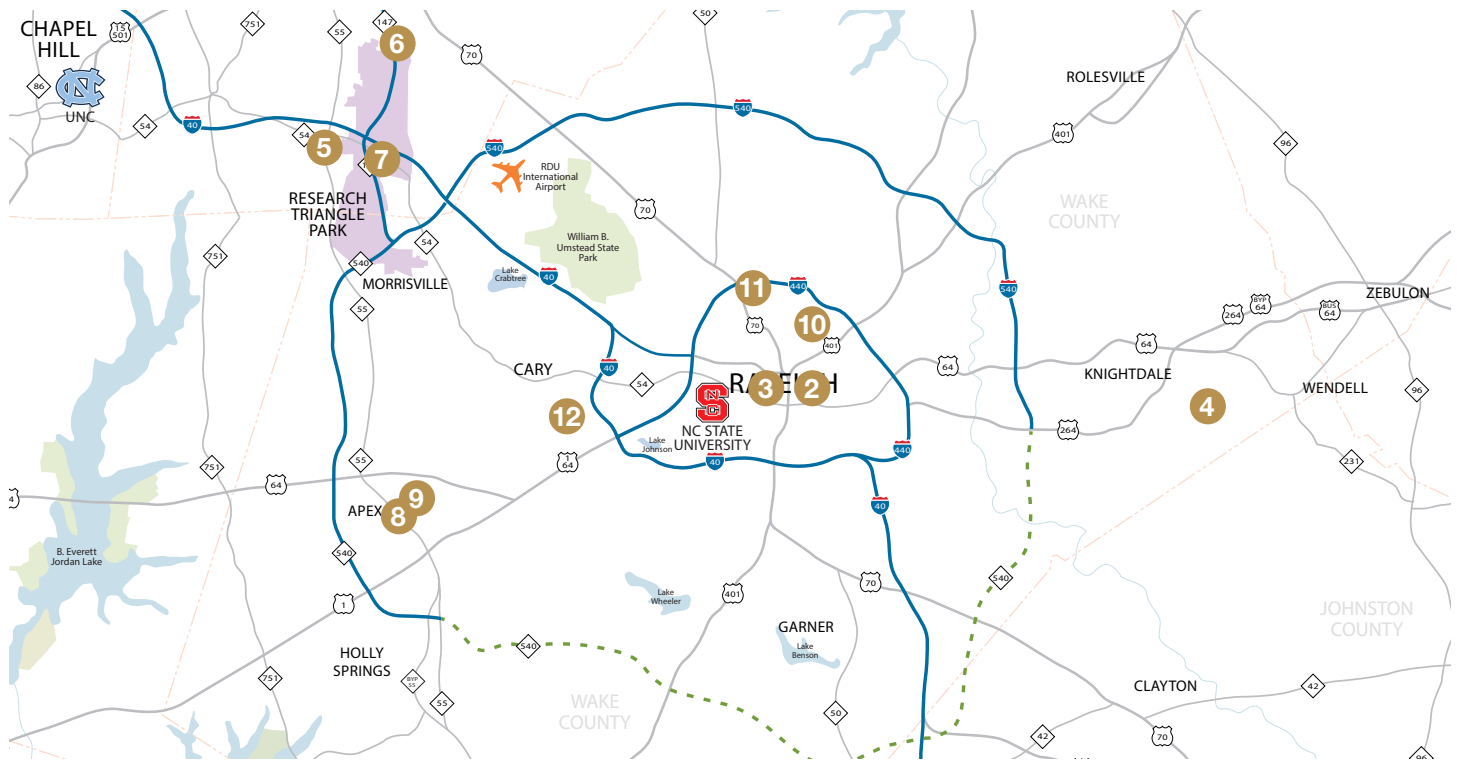 CHAPEL
HILL
UNC
15
501
86
54
751
55
147
6
70
50
40
54
5
7
RESEARCH
TRIANGLE
PARK
540
RDU
International
Airport
William B.
Umstead State
Park
Lake
Crabtree
40
70
540
ROLESVILLE
401
96
WAKE
COUNTY
751
54
540
MORRISVILLE
55
11
440
70
10
401
540
264
BYP
64
BUS
64
ZEBULON
CARY
40
54
3
2
NC STATE
UNIVERSITY
64
64
KNIGHTDALE
WENDELL
96
4
12
Lake
Johnson
1
64
40
440
264
231
751
64
55
9
8
APEX
40
B. Everett
Jordan Lake
540
1
Lake
Wheeler
401
70
540
GARNER
Lake
Benson
JOHNSTON
COUNTY
HOLLY
SPRINGS
540
751
BYP
55
55
WAKE
COUNTY
50
CLAYTON
42
42
70
96